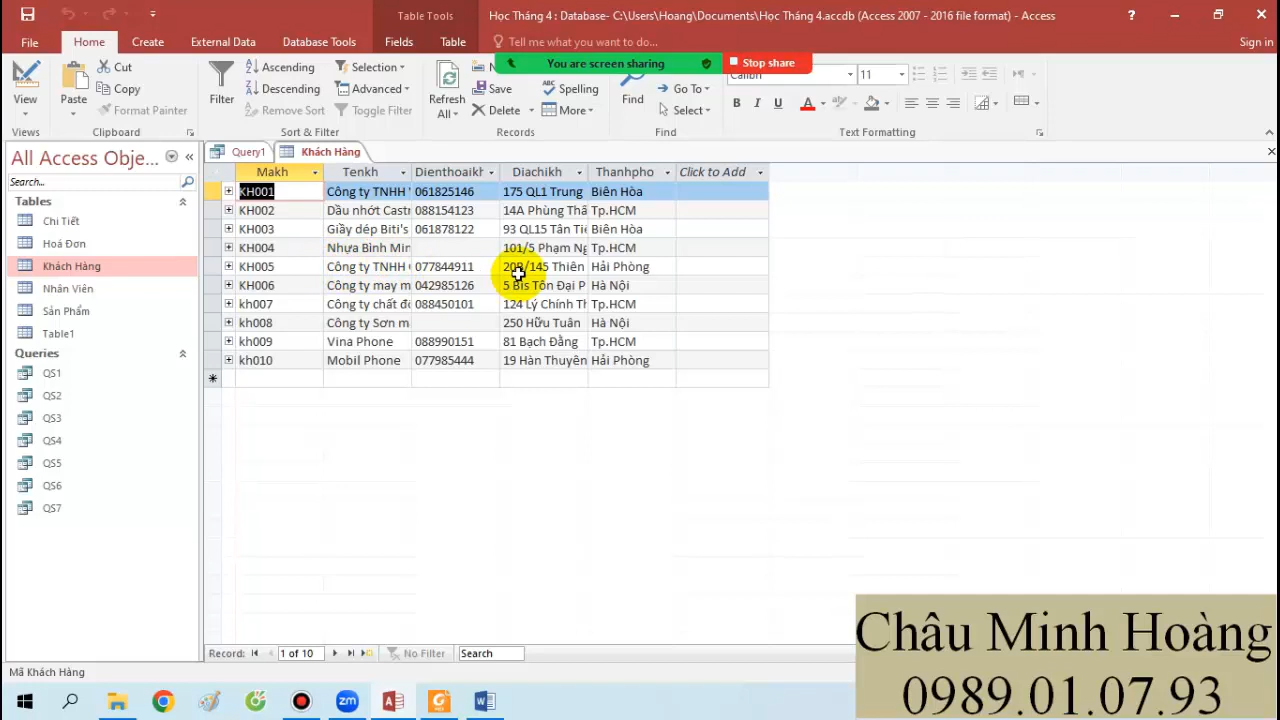 Table Tools
Học Tháng 4 : Database- C:\Users\Hoang\Documents\Học Tháng 4.accdb (Access 2007 - 2016 file format) - Access
?
File Home Create External Data Database Tools Fields Table Tell me what you want to do... Sign in
You are screen sharing Stop share
View Paste Cut Copy Format Painter
Filter Ascending Descending Remove Sort Selection Advanced Toggle Filter
Refresh All Save Delete Spelling More
Find Go To Select
11
B I U A
Views Clipboard Sort & Filter Records Find Text Formatting
All Access Obje...
Search...
Tables
Chi Tiết
Hoá Đơn
Khách Hàng
Nhân Viên
Sản Phẩm
Table1
Queries
QS1
QS2
QS3
QS4
QS5
QS6
QS7
Query1 Khách Hàng
Makh Tenkh Dienthoaikh Diachikh Thanhpho Click to Add
KH001 Công ty TNHH 061825146 175 QL1 Trung Biên Hòa
KH002 Dầu nhớt Castr 088154123 14A Phùng Thă Tp.HCM
KH003 Giầy dép Biti's 061878122 93 QL15 Tân Tiế Biên Hòa
KH004 Nhựa Bình Min 101/5 Phạm Ng Tp.HCM
KH005 Công ty TNHH 077844911 /145 Thiên Hải Phòng
KH006 Công ty may m 042985126 5 Bis Tôn Đại P Hà Nội
kh007 Công ty chất đố 088450101 124 Lý Chính Th Tp.HCM
kh008 Công ty Sơn m 250 Hữu Tuân Hà Nội
kh009 Vina Phone 088990151 81 Bạch Đằng Tp.HCM
kh010 Mobil Phone 077985444 19 Hàn Thuyên Hải Phòng
Record: 1 of 10 No Filter Search
Mã Khách Hàng
Châu Minh Hoàng
0989.01.07.93